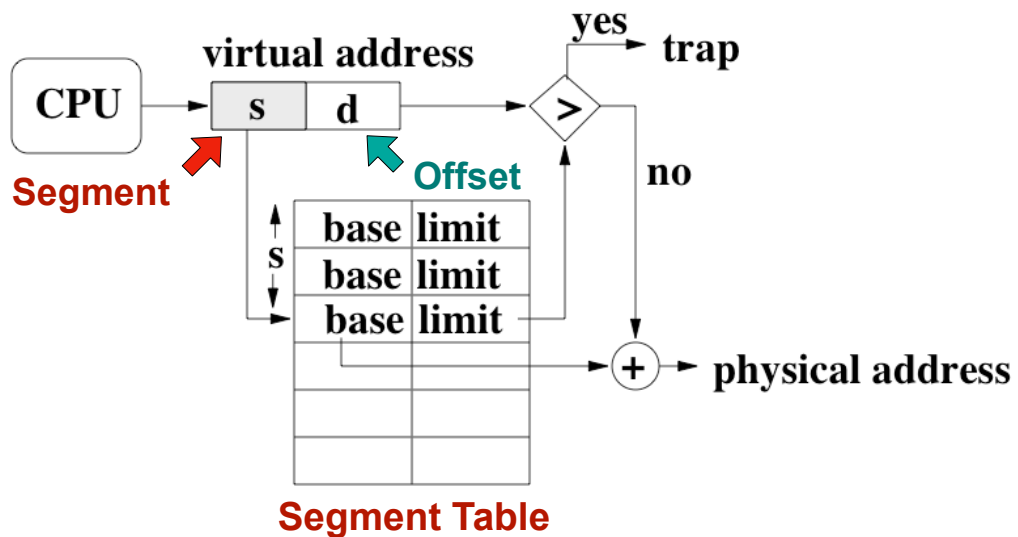 yes
trap
virtual address
CPU
s
d
>
Segment
Offset
no
s
base limit
base limit
base limit
+
physical address
Segment Table